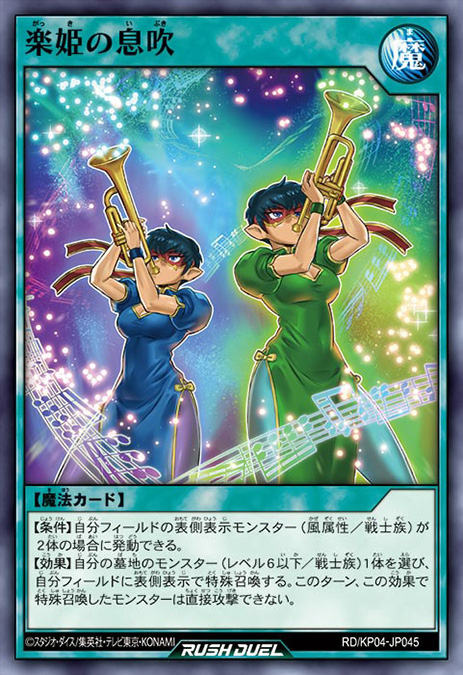 楽姫の息吹
魔
【魔法カード】
【条件】自分フィールドの表側表示モンスター(風属性/戦士族)が
2体の場合に発動できる。
【効果】自分の墓地のモンスター(レベル6以下/戦士族)1体を選び、
自分フィールドに表側表示で特殊召喚する。このターン、この効果で
特殊召喚したモンスターは直接攻撃できない。
©スタジオ・ダイス/集英社・テレビ東京・KONAMI
RUSH DUEL
RD/KP04-JP045